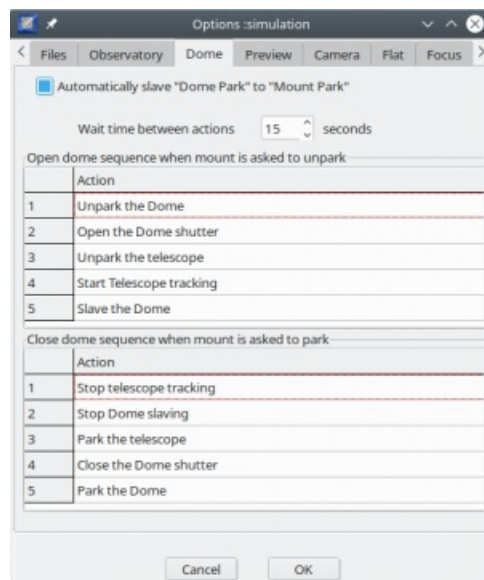 Options :simulation
Files Observatory Dome Preview Camera Flat Focus
Automatically slave "Dome Park" to "Mount Park"
Wait time between actions 15 seconds
Open dome sequence when mount is asked to unpark
Action
1 Unpark the Dome
2 Open the Dome shutter
3 Unpark the telescope
4 Start Telescope tracking
5 Slave the Dome
Close dome sequence when mount is asked to park
Action
1 Stop telescope tracking
2 Stop Dome slaving
3 Park the telescope
4 Close the Dome shutter
5 Park the Dome
Cancel OK